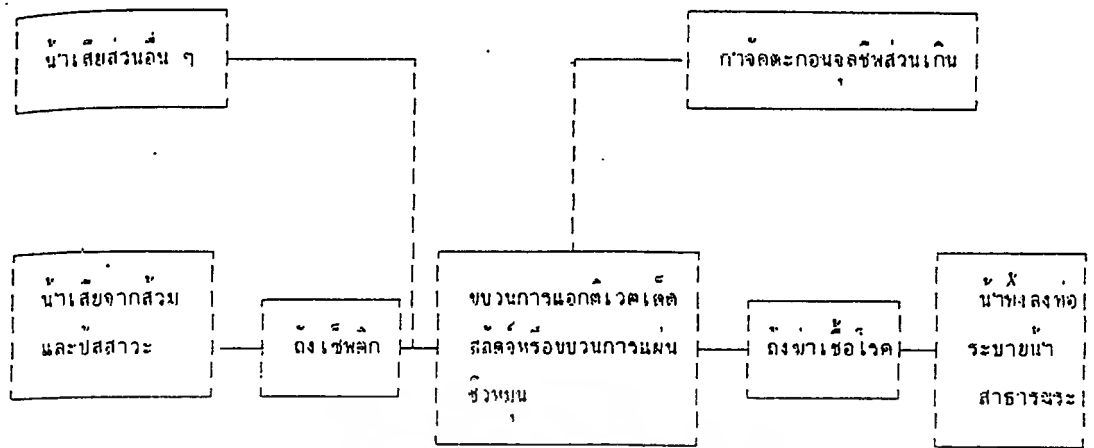 น้ำเสียส่วนอื่น ๆ
กำจัดตะกอนจุลชีพส่วนเกิน
น้ำเสียจากส้วม
และปัสสาวะ
ถังเซ็พติก
ขบวนการแอกติเวตเต็ด
สลัดจ์หรือขบวนการแผ่น
ชีวหมุน
ถังฆ่าเชื้อโรค
น้ำทิ้งลงท่อ
ระบายน้ำ
สาธารณะ